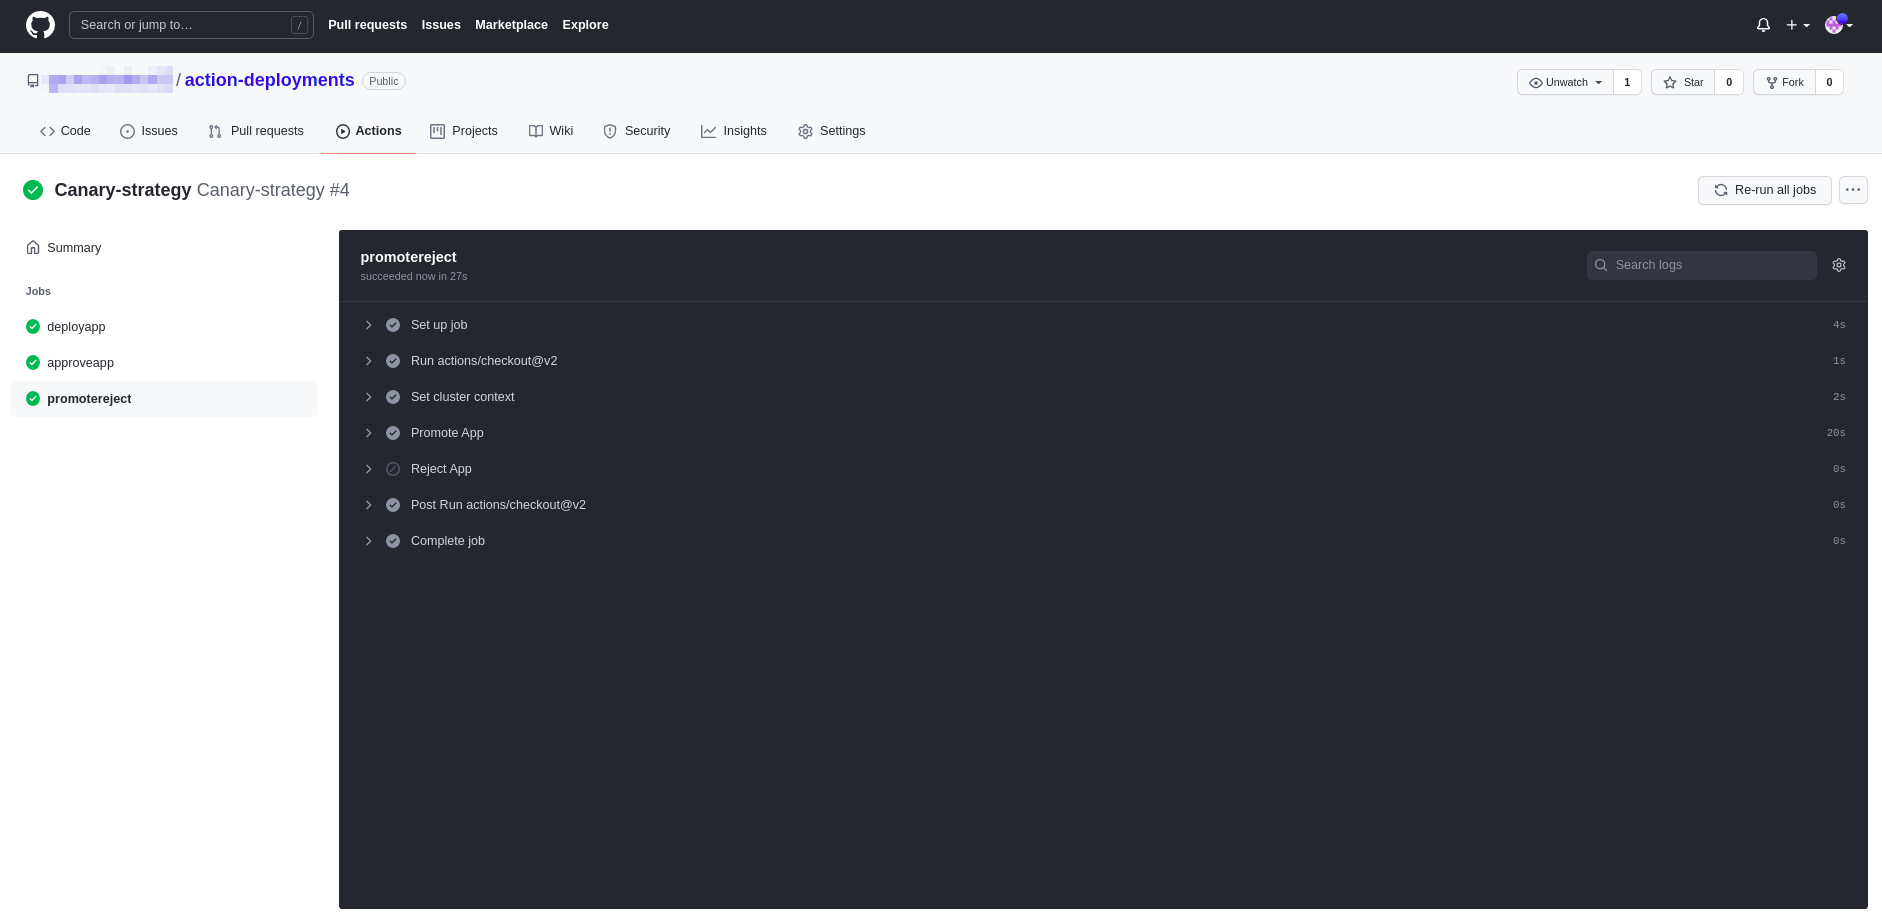 Search or jump to… / Pull requests Issues Marketplace Explore
/ action-deployments Public Unwatch 1 Star 0 Fork 0
Code Issues Pull requests Actions Projects Wiki Security Insights Settings
Canary-strategy Canary-strategy #4 Re-run all jobs
Summary
Jobs
deployapp
approveapp
promotereject
promotereject
succeeded now in 27s
Search logs
Set up job 4s
Run actions/checkout@v2 1s
Set cluster context 2s
Promote App 20s
Reject App 0s
Post Run actions/checkout@v2 0s
Complete job 0s